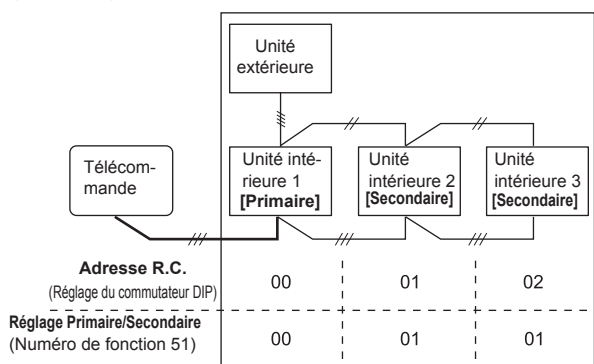 Unité
extérieure
Télécom-
mande
Unité inté-
rieure 1
[Primaire]
Unité
intérieure 2
[Secondaire]
Unité
intérieure 3
[Secondaire]
Adresse R.C.
(Réglage du commutateur DIP)
00 01 02
Réglage Primaire/Secondaire
(Numéro de fonction 51)
00 01 01